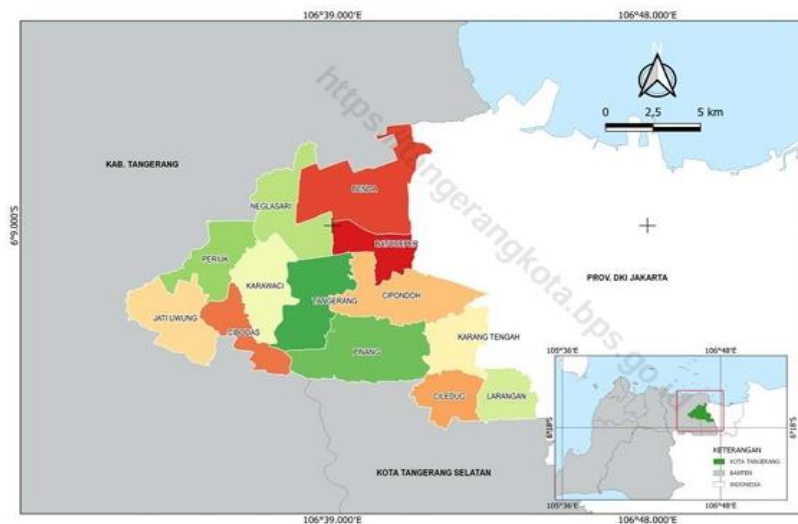 106°39.000'E
106°48.000'E
N
0
2,5
5 km
KAB. TANGERANG
https://tangerangkota.bps.go.id
BENDA
NEGLASARI
6°9.000'S
BATUCEPER
PERIUK
KARAWACI
TANGERANG
CIPONDOH
PROV. DKI JAKARTA
JATI UWUNG
CIBODAS
KARANG TENGAH
PINANG
CILEDUG
LARANGAN
KOTA TANGERANG SELATAN
105°36'E
106°48'E
6°18'S
6°18'S
KETERANGAN
KOTA TANGERANG
BANTEN
INDONESIA
105°36'E
106°48'E
106°39.000'E
106°48.000'E